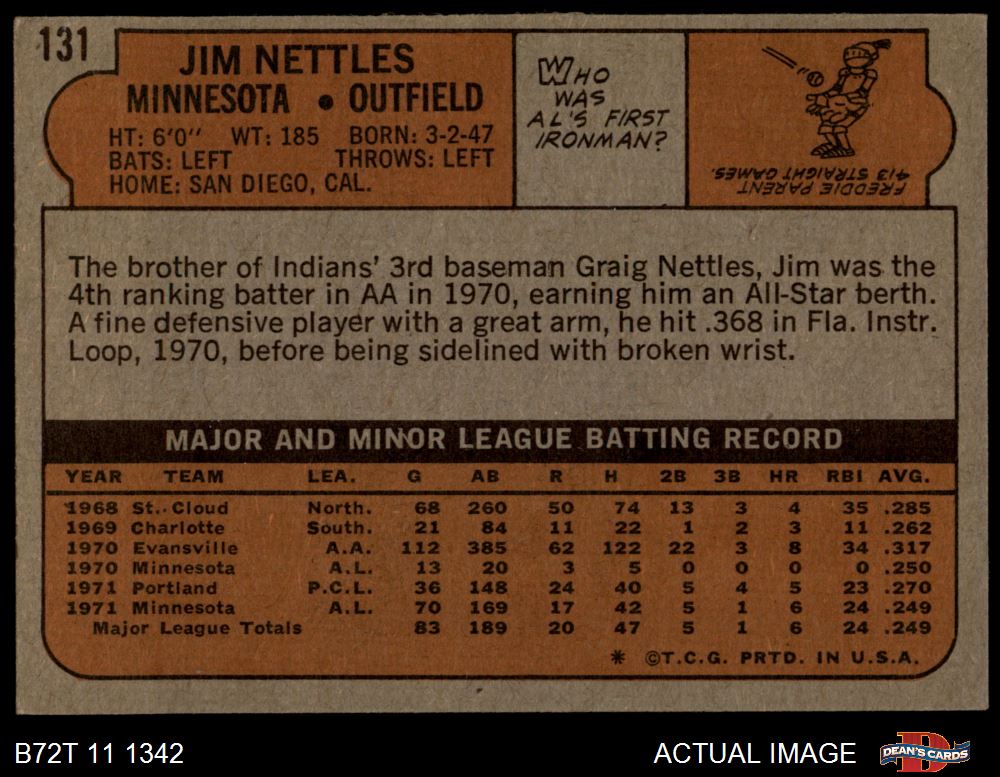 131
JIM NETTLES
MINNESOTA • OUTFIELD
HT: 6'0" WT: 185 BORN: 3-2-47
BATS: LEFT THROWS: LEFT
HOME: SAN DIEGO, CAL.
WHO
WAS
AL'S FIRST
IRONMAN?
FREDDIE PARENT
413 STRIGHT GAMES.
The brother of Indians' 3rd baseman Graig Nettles, Jim was the
4th ranking batter in AA in 1970, earning him an All-Star berth.
A fine defensive player with a great arm, he hit .368 in Fla. Instr.
Loop, 1970, before being sidelined with broken wrist.
MAJOR AND MINOR LEAGUE BATTING RECORD
YEAR TEAM LEA. G AB R H 2B 3B HR RBI AVG.
1968 St. Cloud North. 68 260 50 74 13 3 4 35 .285
1969 Charlotte South. 21 84 11 22 1 2 3 11 .262
1970 Evansville A.A. 112 385 62 122 22 3 8 34 .317
1970 Minnesota A.L. 13 20 3 5 0 0 0 0 .250
1971 Portland P.C.L. 36 148 24 40 5 4 5 23 .270
1971 Minnesota A.L. 70 169 17 42 5 1 6 24 .249
Major League Totals 83 189 20 47 5 1 6 24 .249
* ©T.C.G. PRTD. IN U.S.A.
B72T 11 1342 ACTUAL IMAGE
D
DEAN'S CARDS